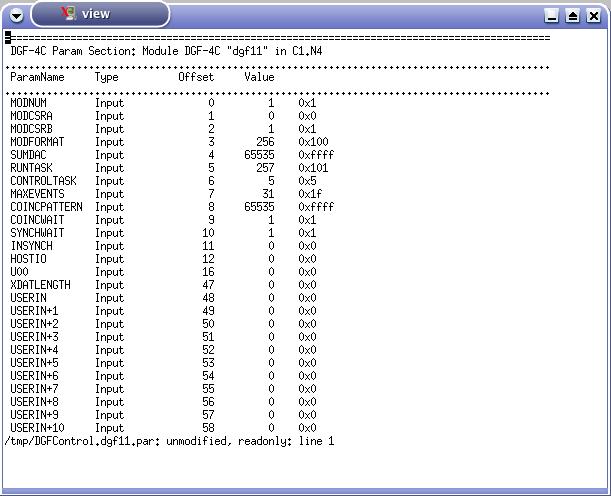 view
===========================================================================================
DGF-4C Param Section: Module DGF-4C "dgf11" in C1.N4
...........................................................................................
ParamName Type Offset Value
...........................................................................................
MODNUM Input 0 1 0x1
MODCSRA Input 1 0 0x0
MODCSRB Input 2 1 0x1
MODFORMAT Input 3 256 0x100
SUMDAC Input 4 65535 0xffff
RUNTASK Input 5 257 0x101
CONTROLTASK Input 6 5 0x5
MAXEVENTS Input 7 31 0x1f
COINCPATTERN Input 8 65535 0xffff
COINCWAIT Input 9 1 0x1
SYNCHWAIT Input 10 1 0x1
INSYNCH Input 11 0 0x0
HOSTIO Input 12 0 0x0
U00 Input 16 0 0x0
XDATLENGTH Input 47 0 0x0
USERIN Input 48 0 0x0
USERIN+1 Input 49 0 0x0
USERIN+2 Input 50 0 0x0
USERIN+3 Input 51 0 0x0
USERIN+4 Input 52 0 0x0
USERIN+5 Input 53 0 0x0
USERIN+6 Input 54 0 0x0
USERIN+7 Input 55 0 0x0
USERIN+8 Input 56 0 0x0
USERIN+9 Input 57 0 0x0
USERIN+10 Input 58 0 0x0
/tmp/DGFControl.dgf11.par: unmodified, readonly: line 1